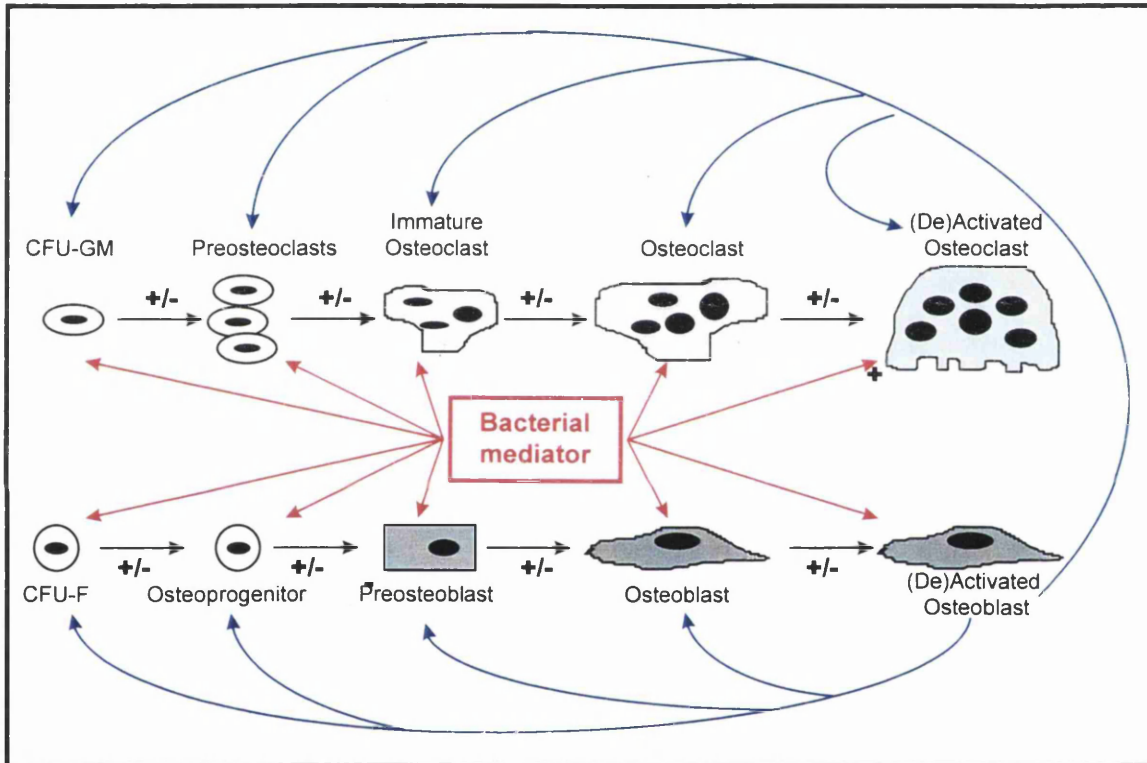 CFU-GM
Preosteoclasts
Immature
Osteoclast
Osteoclast
(De)Activated
Osteoclast
+/-
+/-
+/-
+/-
+
Bacterial
mediator
+/-
+/-
+/-
+/-
CFU-F
Osteoprogenitor
Preosteoblast
Osteoblast
(De)Activated
Osteoblast